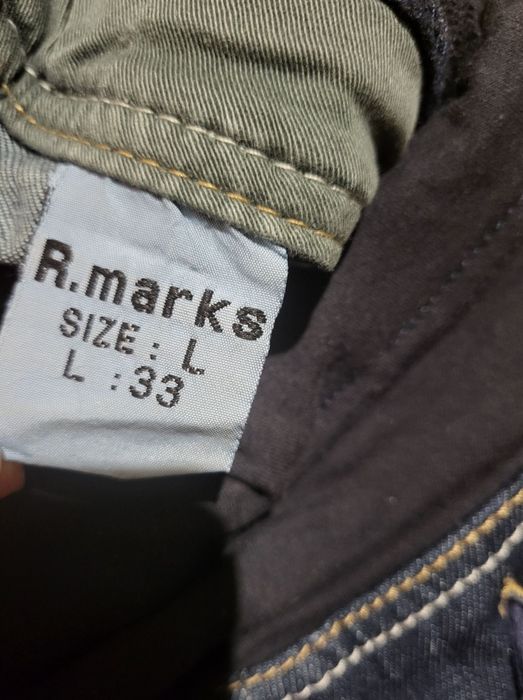 R.marks
SIZE : L
L : 33